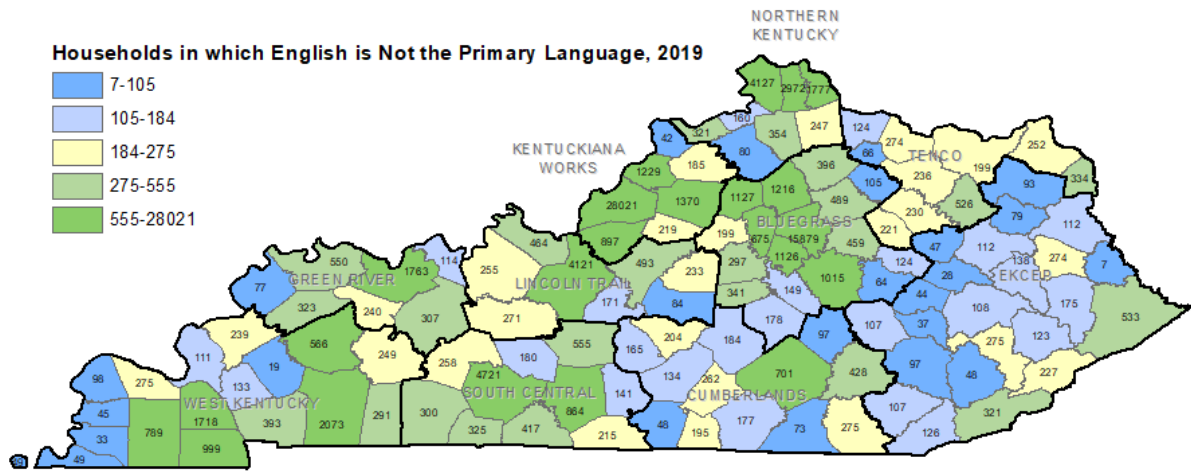 NORTHERN
KENTUCKY
Households in which English is Not the Primary Language, 2019
7-105
105-184
184-275
275-555
555-28021
KENTUCKIANA
WORKS
TENCO
BLUEGRASS
GREEN RIVER
LINCOLN TRAIL
EKCEP
WEST KENTUCKY
SOUTH CENTRAL
CUMBERLANDS
4127 2972 1777
160 321 354 247 124 274 252
42 80 66 199 334
185 396 236 93
1229 105
28021 1370 1127 1216 489 526 79
897 219 199 230 221 112
675 15879 459 47 112 138 274 7
464 4121 493 233 297 1126 124 28
550 1763 114 255 1015 64 44
77 323 240 307 271 171 84 341 149 108 175 533
239 566 249 258 180 555 165 204 184 178 97 107 37 123
111 19 275 227
98 275 133 4721 134 262 701 428 97 48
45 141
789 1718 393 2073 291 300 864 107 321
33 999 325 417 215 48 195 177 73 275 126
49